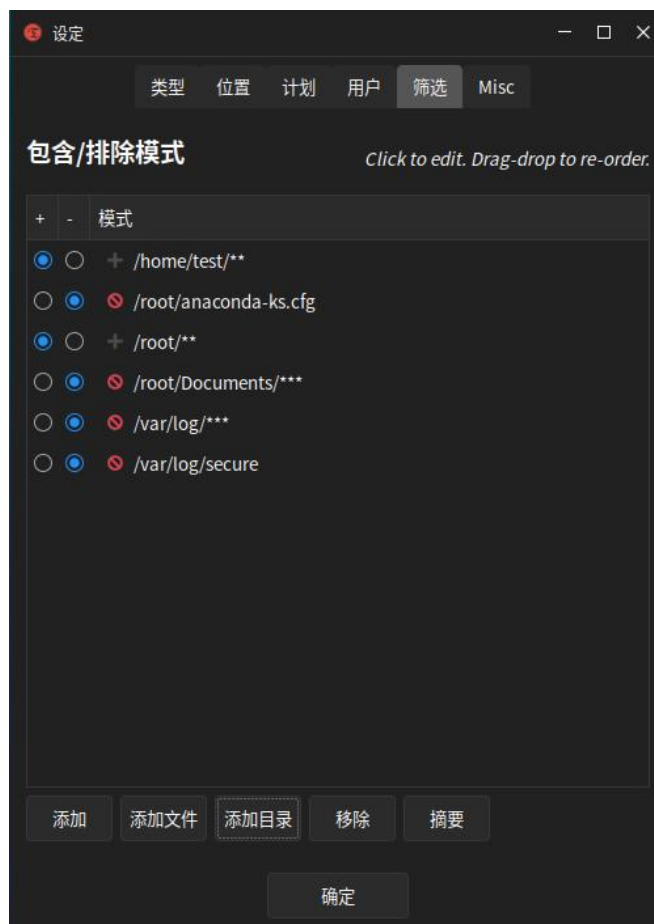 设定
类型 位置 计划 用户 筛选 Misc
包含/排除模式 Click to edit. Drag-drop to re-order.
+ - 模式
/home/test/**
/root/anaconda-ks.cfg
/root/**
/root/Documents/***
/var/log/***
/var/log/secure
添加 添加文件 添加目录 移除 摘要
确定